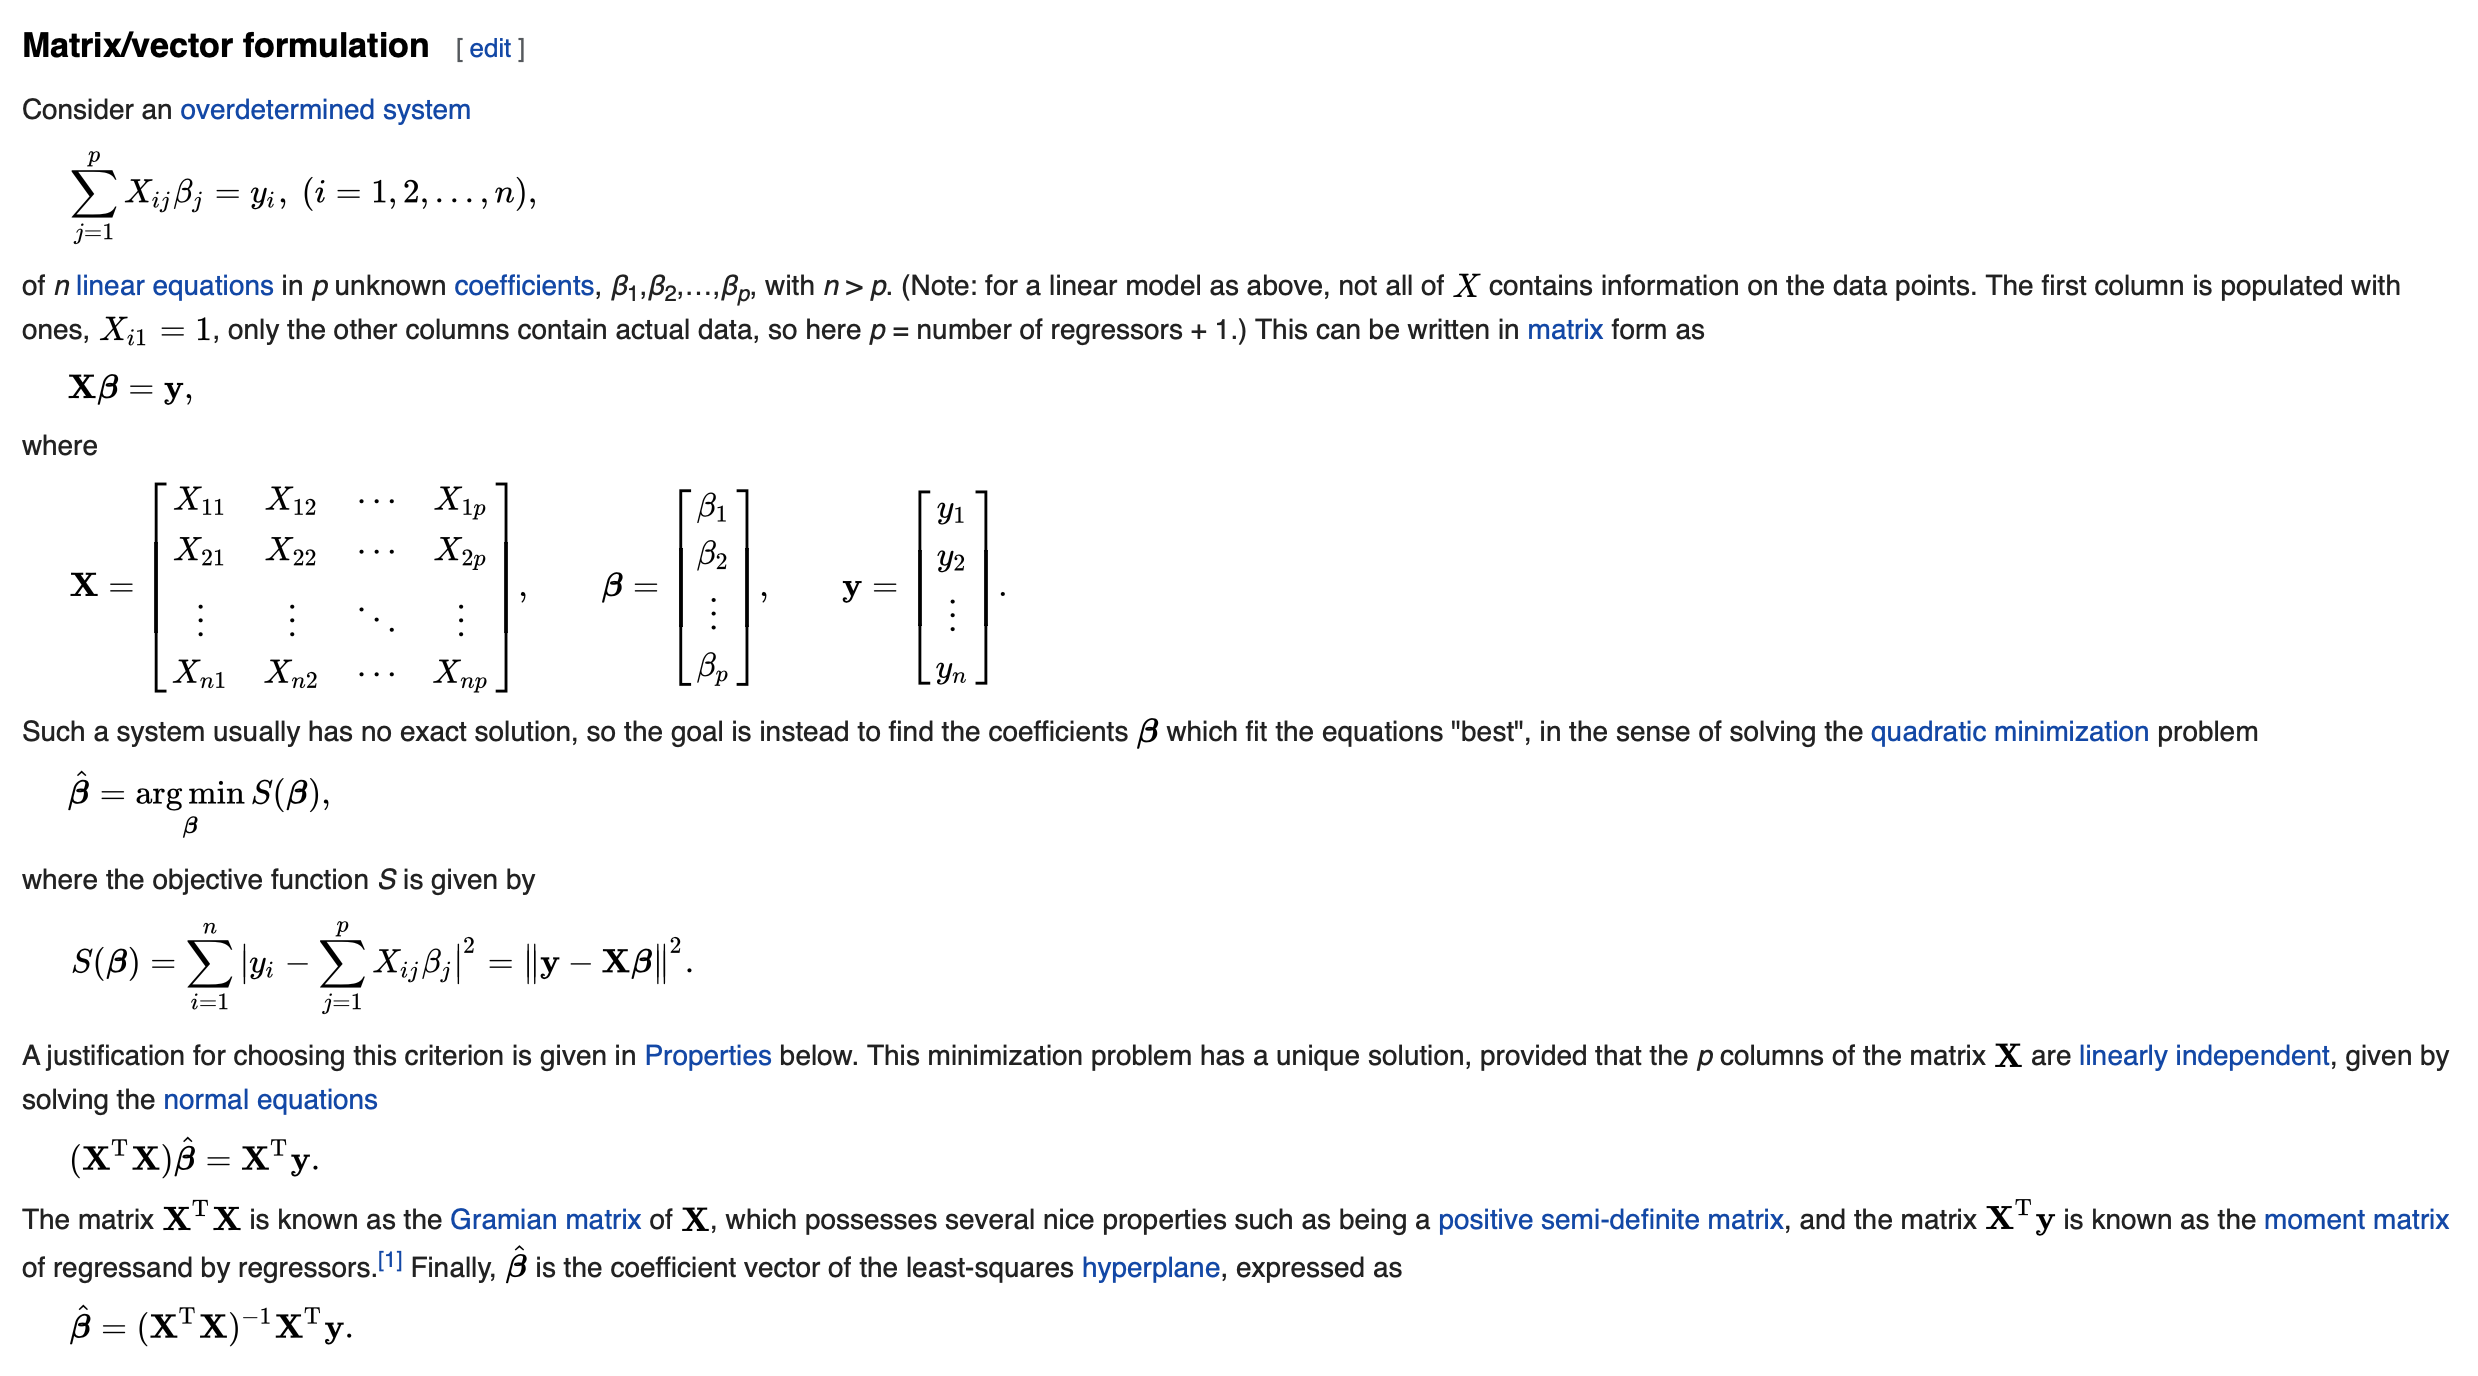 Matrix/vector formulation [ edit ]
Consider an overdetermined system
$\sum_{j=1}^{p} X_{ij}\beta_j = y_i,\ (i = 1, 2, \ldots, n),$
of n linear equations in p unknown coefficients, β₁,β₂,…,βₚ, with n > p. (Note: for a linear model as above, not all of $X$ contains information on the data points. The first column is populated with
ones, $X_{i1} = 1$, only the other columns contain actual data, so here p = number of regressors + 1.) This can be written in matrix form as
$\mathbf{X}\boldsymbol{\beta} = \mathbf{y},$
where
$\mathbf{X} = \begin{bmatrix} X_{11} & X_{12} & \cdots & X_{1p} \\ X_{21} & X_{22} & \cdots & X_{2p} \\ \vdots & \vdots & \ddots & \vdots \\ X_{n1} & X_{n2} & \cdots & X_{np} \end{bmatrix}, \qquad \boldsymbol{\beta} = \begin{bmatrix} \beta_1 \\ \beta_2 \\ \vdots \\ \beta_p \end{bmatrix}, \qquad \mathbf{y} = \begin{bmatrix} y_1 \\ y_2 \\ \vdots \\ y_n \end{bmatrix}.$
Such a system usually has no exact solution, so the goal is instead to find the coefficients $\boldsymbol{\beta}$ which fit the equations "best", in the sense of solving the quadratic minimization problem
$\hat{\boldsymbol{\beta}} = \underset{\boldsymbol{\beta}}{\operatorname{arg\,min}}\, S(\boldsymbol{\beta}),$
where the objective function S is given by
$S(\boldsymbol{\beta}) = \sum_{i=1}^{n} \left| y_i - \sum_{j=1}^{p} X_{ij}\beta_j \right|^2 = \left\| \mathbf{y} - \mathbf{X}\boldsymbol{\beta} \right\|^2.$
A justification for choosing this criterion is given in Properties below. This minimization problem has a unique solution, provided that the p columns of the matrix $\mathbf{X}$ are linearly independent, given by
solving the normal equations
$(\mathbf{X}^{\mathrm{T}}\mathbf{X})\hat{\boldsymbol{\beta}} = \mathbf{X}^{\mathrm{T}}\mathbf{y}.$
The matrix $\mathbf{X}^{\mathrm{T}}\mathbf{X}$ is known as the Gramian matrix of $\mathbf{X}$, which possesses several nice properties such as being a positive semi-definite matrix, and the matrix $\mathbf{X}^{\mathrm{T}}\mathbf{y}$ is known as the moment matrix
of regressand by regressors.[1] Finally, $\hat{\boldsymbol{\beta}}$ is the coefficient vector of the least-squares hyperplane, expressed as
$\hat{\boldsymbol{\beta}} = (\mathbf{X}^{\mathrm{T}}\mathbf{X})^{-1}\mathbf{X}^{\mathrm{T}}\mathbf{y}.$